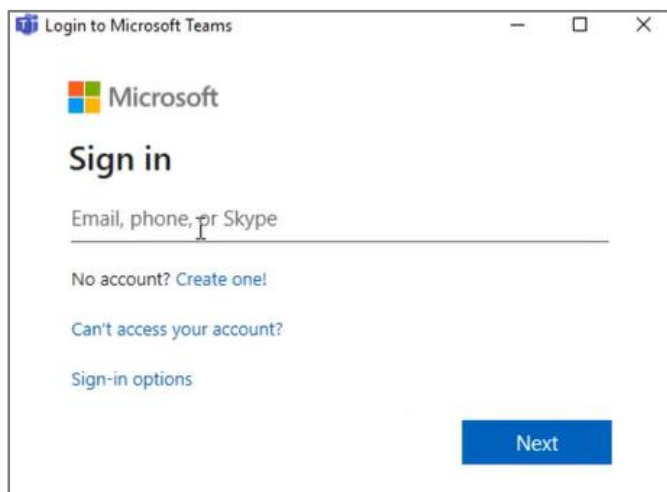 Login to Microsoft Teams
Microsoft
Sign in
Email, phone, or Skype
No account? Create one!
Can't access your account?
Sign-in options
Next